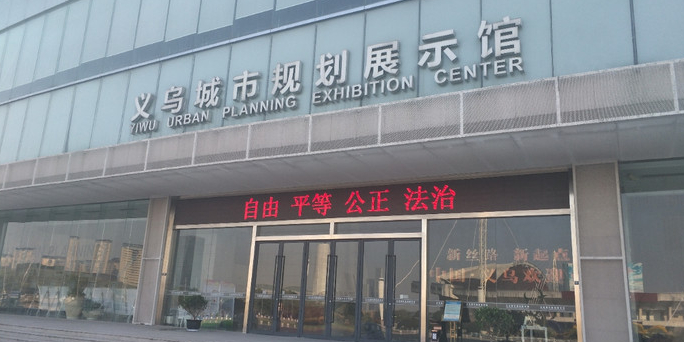 义乌城市规划展示馆
YIWU URBAN PLANNING EXHIBITION CENTER
自由 平等 公正 法治
新丝路 新起点